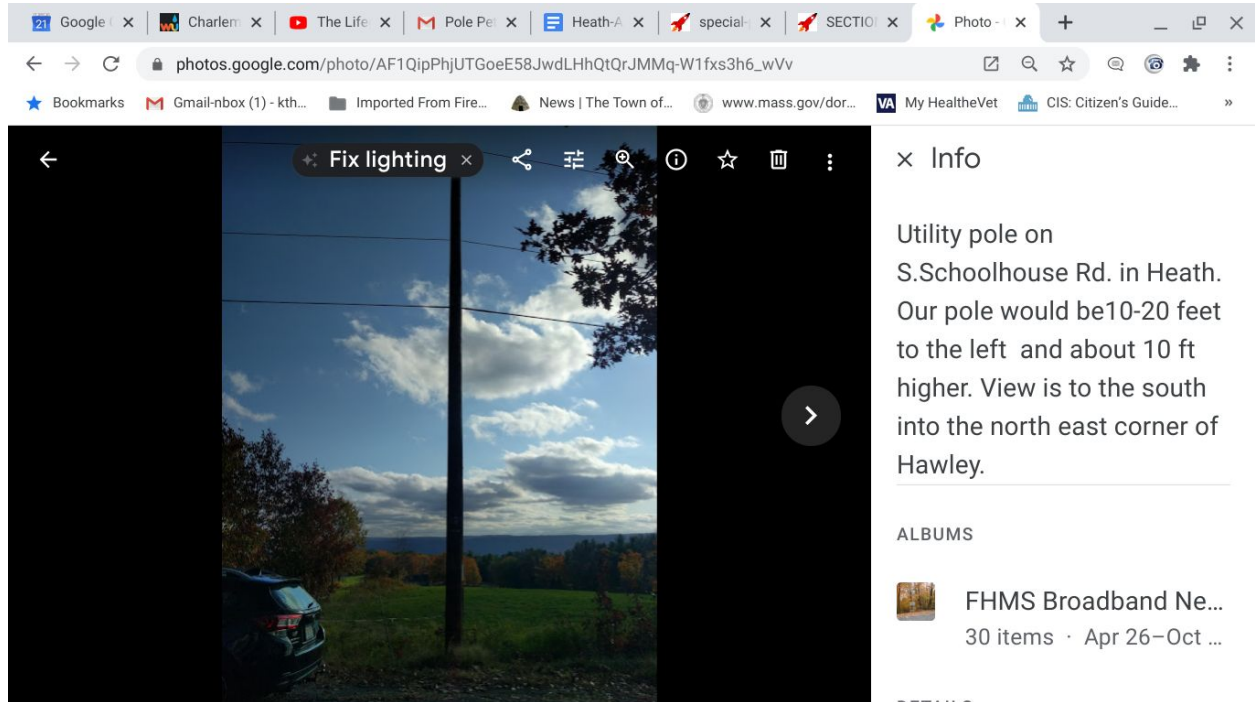 Google C
Charlem
The Life
Pole Pet
Heath-A
special-
SECTIO
Photo -
photos.google.com/photo/AF1QipPhjUTGoeE58JwdLHhQtQrJMMq-W1fxs3h6_wVv
Bookmarks
Gmail-nbox (1) - kth...
Imported From Fire...
News | The Town of...
www.mass.gov/dor...
VA My HealtheVet
CIS: Citizen's Guide...
»
Fix lighting
Info
Utility pole on
S.Schoolhouse Rd. in Heath.
Our pole would be10-20 feet
to the left  and about 10 ft
higher. View is to the south
into the north east corner of
Hawley.
ALBUMS
FHMS Broadband Ne...
30 items · Apr 26–Oct ...